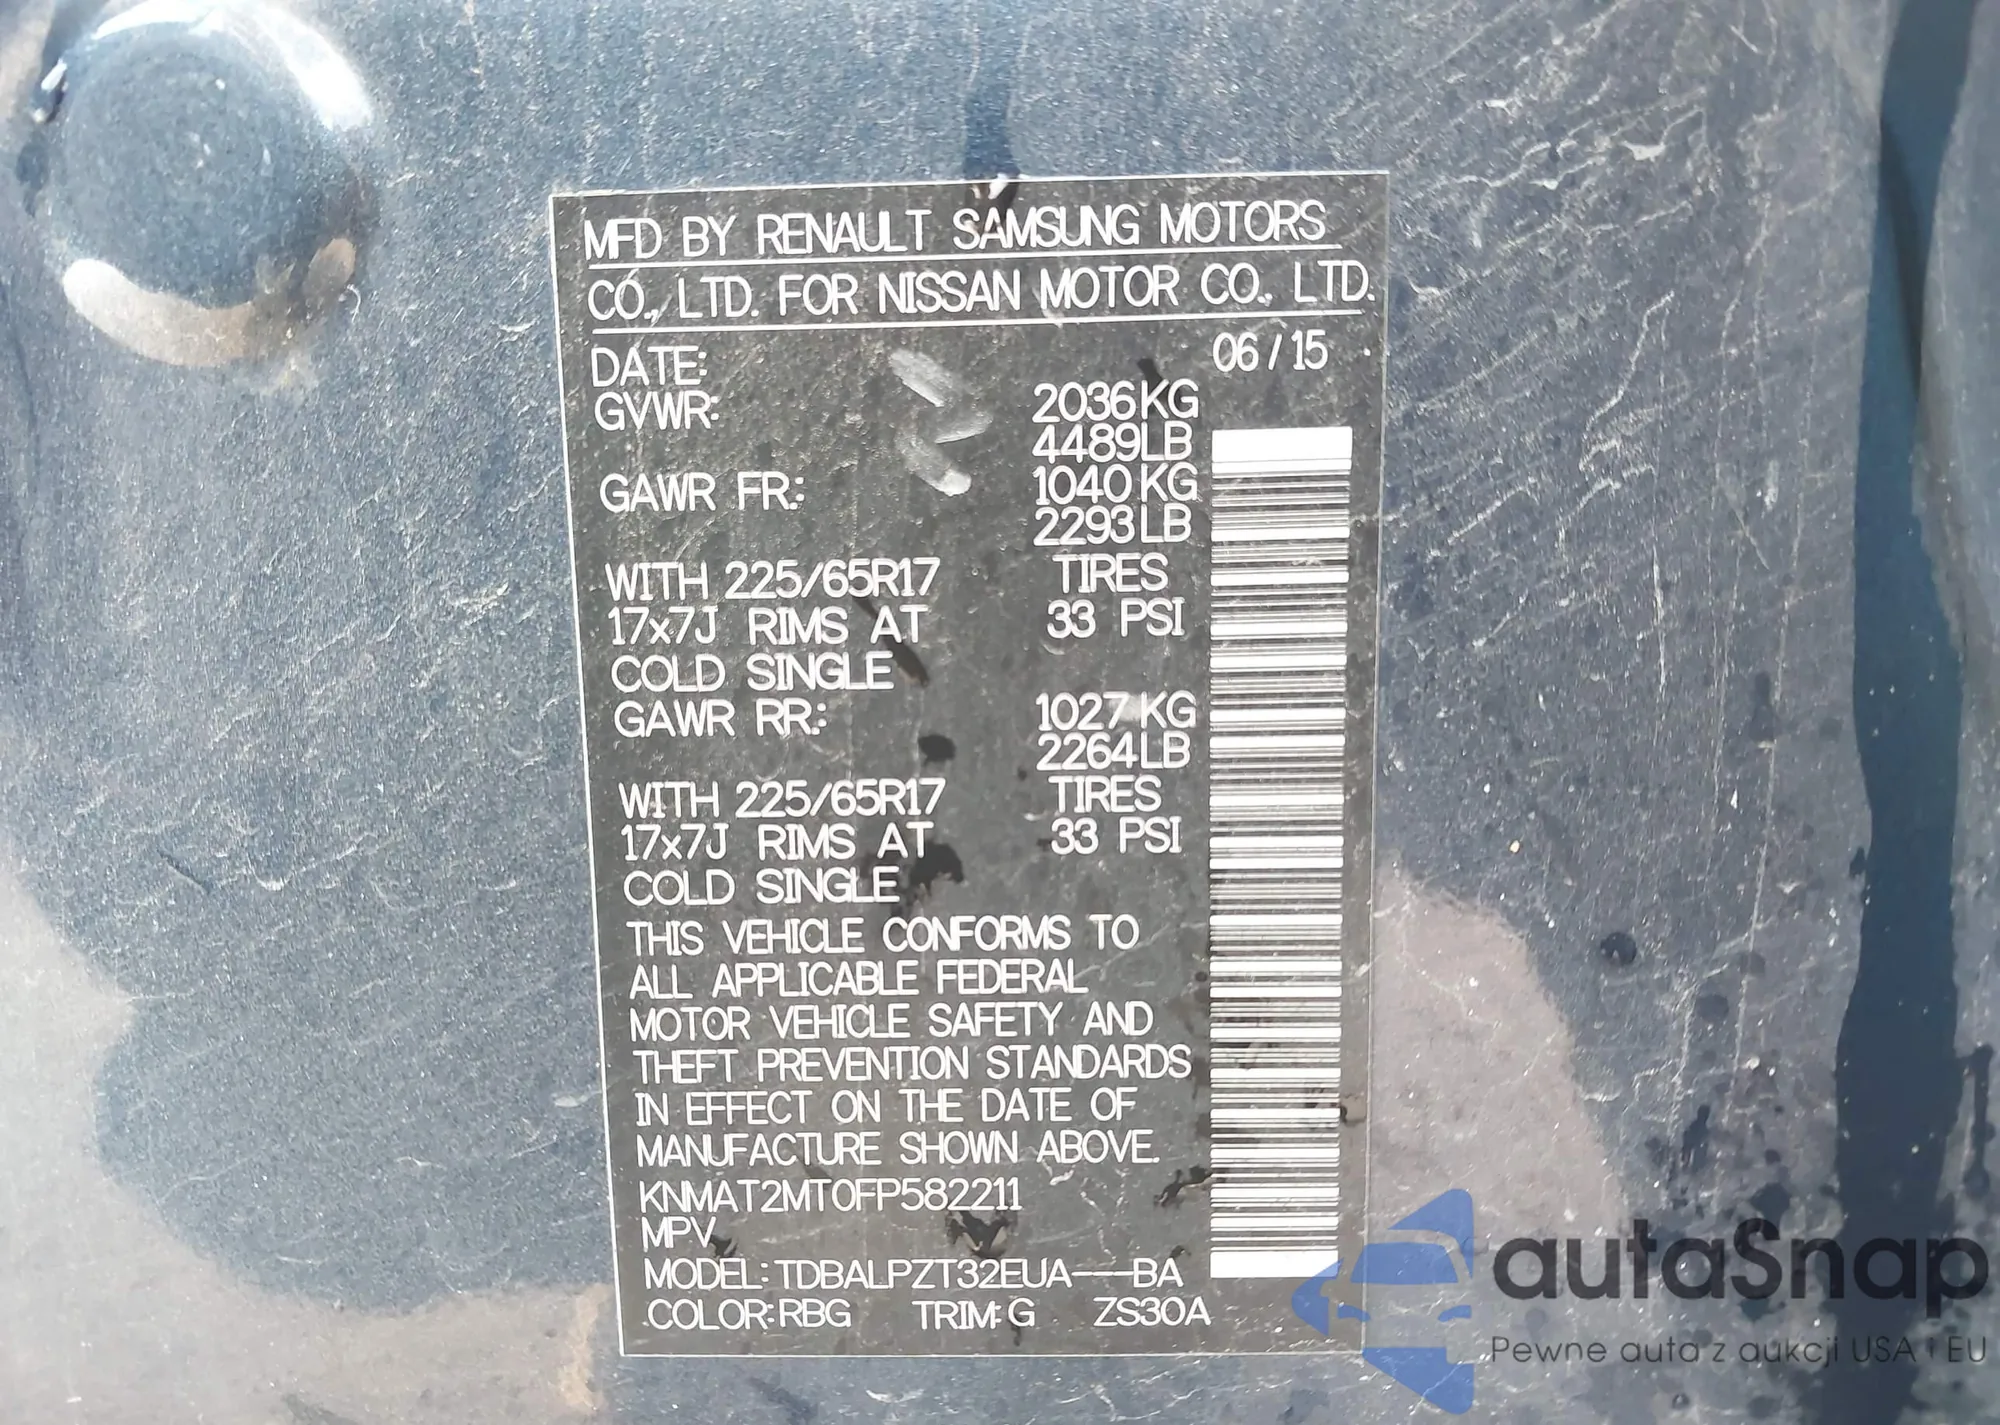 MFD BY RENAULT SAMSUNG MOTORS
CO., LTD. FOR NISSAN MOTOR CO., LTD.
DATE: 06/15
GVWR: 2036KG
4489LB
GAWR FR.: 1040KG
2293LB
WITH 225/65R17 TIRES
17x7J RIMS AT 33 PSI
COLD SINGLE
GAWR RR.: 1027KG
2264LB
WITH 225/65R17 TIRES
17x7J RIMS AT 33 PSI
COLD SINGLE
THIS VEHICLE CONFORMS TO
ALL APPLICABLE FEDERAL
MOTOR VEHICLE SAFETY AND
THEFT PREVENTION STANDARDS
IN EFFECT ON THE DATE OF
MANUFACTURE SHOWN ABOVE.
KNMAT2MT0FP582211
MPV
MODEL: TDBALPZT32EUA---BA
COLOR: RBG TRIM: G ZS30A
autaSnap
Pewne auta z aukcji USA i EU